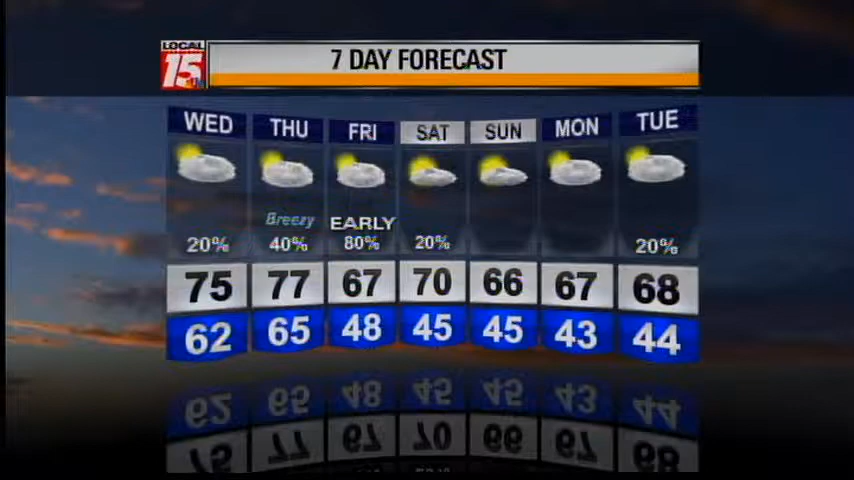 LOCAL
15
7 DAY FORECAST
WED THU FRI SAT SUN MON TUE
Breezy EARLY
20% 40% 80% 20% 20%
75 77 67 70 66 67 68
62 65 48 45 45 43 44